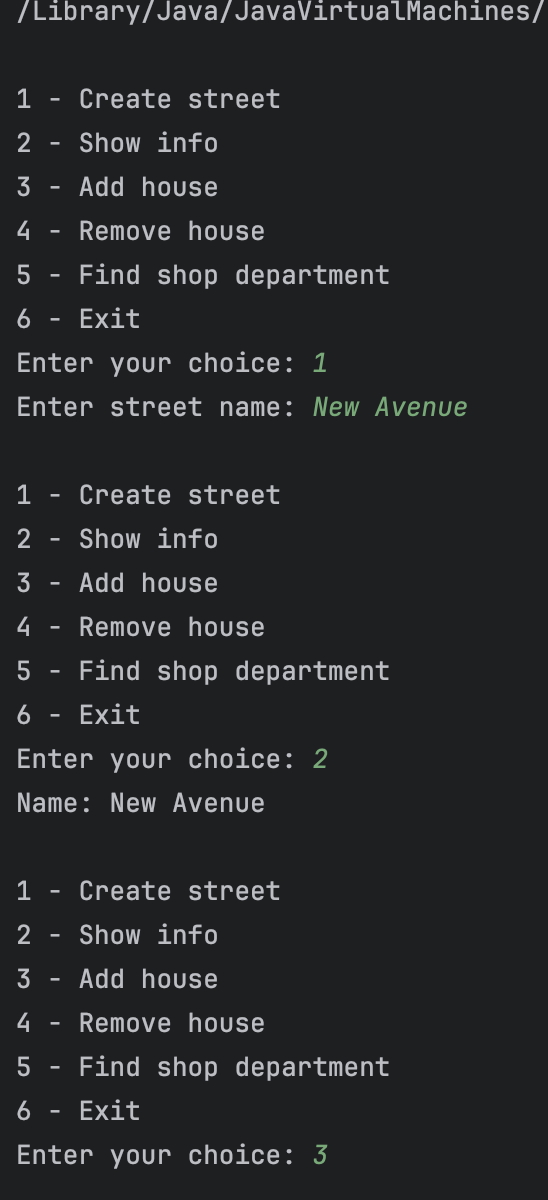 /Library/Java/JavaVirtualMachines/
1 - Create street
2 - Show info
3 - Add house
4 - Remove house
5 - Find shop department
6 - Exit
Enter your choice: 1
Enter street name: New Avenue
1 - Create street
2 - Show info
3 - Add house
4 - Remove house
5 - Find shop department
6 - Exit
Enter your choice: 2
Name: New Avenue
1 - Create street
2 - Show info
3 - Add house
4 - Remove house
5 - Find shop department
6 - Exit
Enter your choice: 3